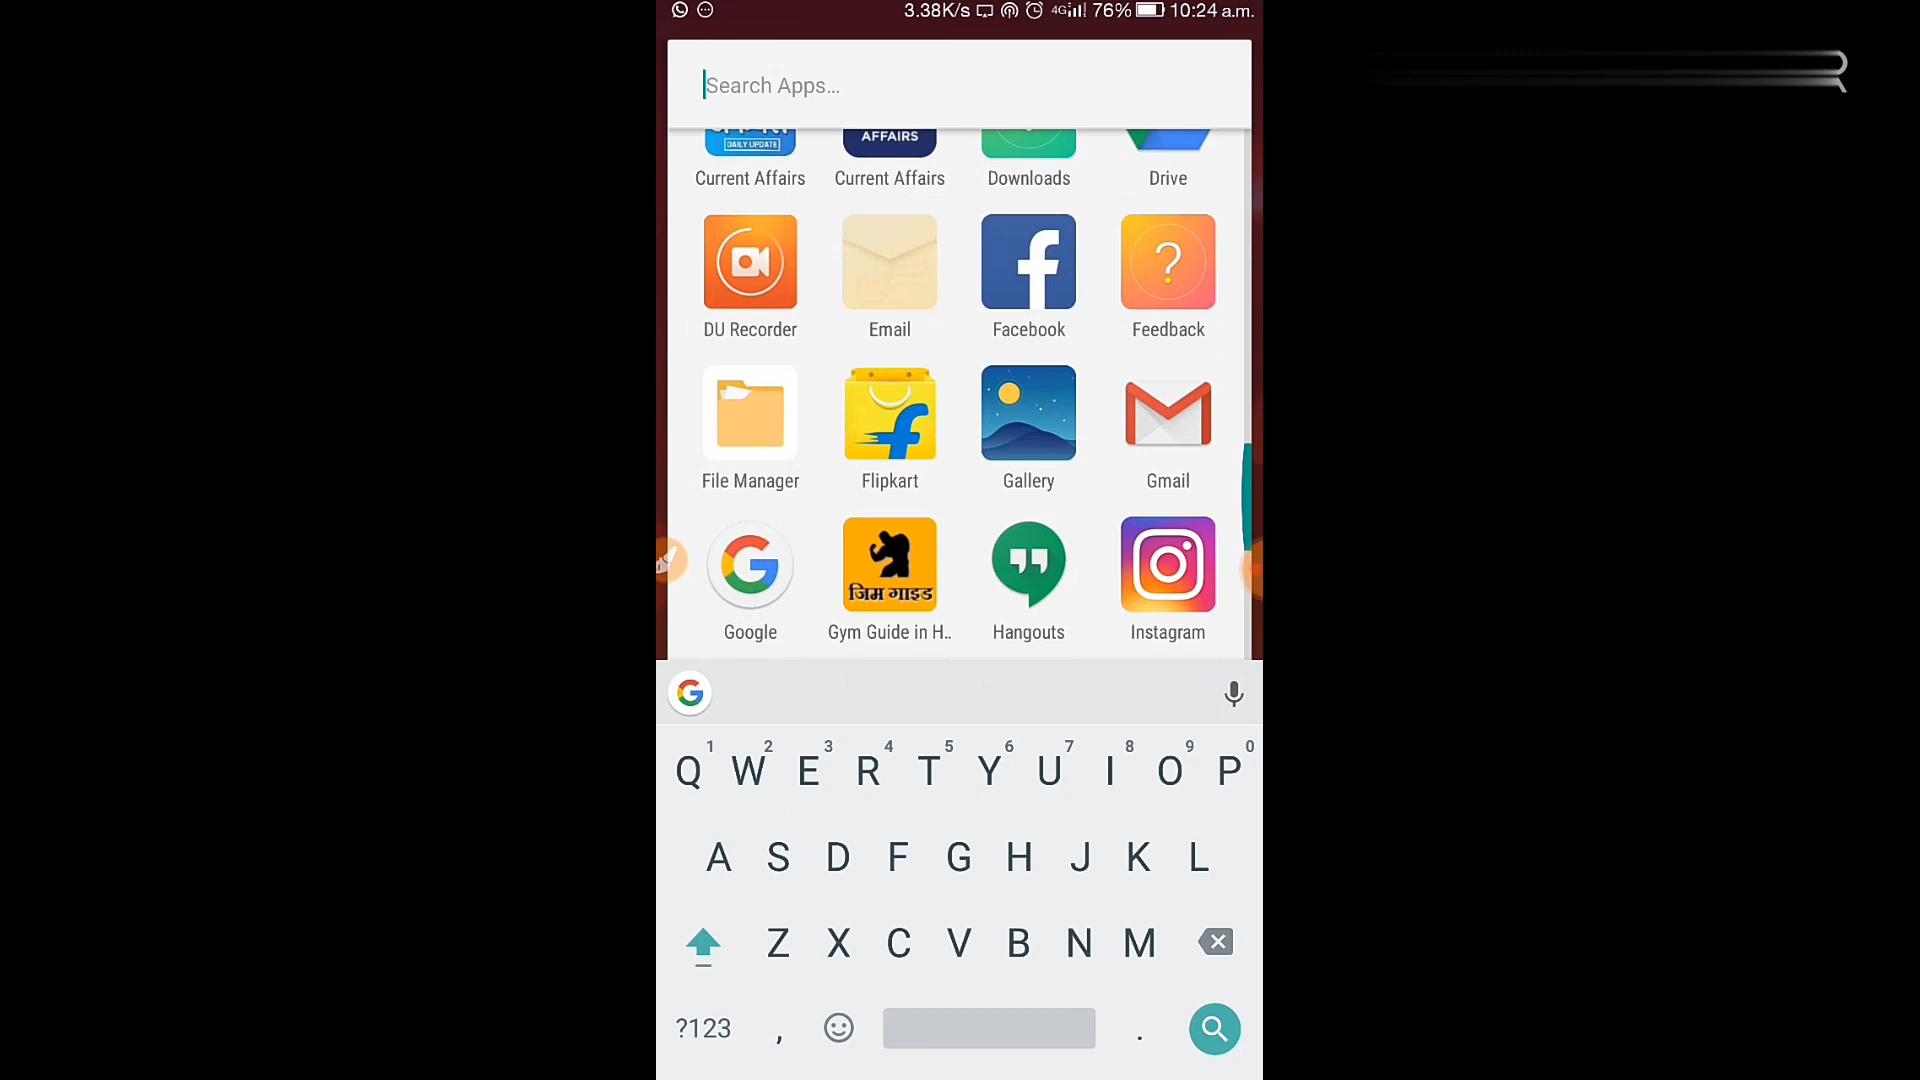 3.38K/s 4G 76% 10:24 a.m.
Search Apps...
DAILY UPDATE
AFFAIRS
Current Affairs Current Affairs Downloads Drive
DU Recorder Email Facebook Feedback
File Manager Flipkart Gallery Gmail
जिम गाइड
Google Gym Guide in H.. Hangouts Instagram
1 2 3 4 5 6 7 8 9 0
Q W E R T Y U I O P
A S D F G H J K L
Z X C V B N M
?123 , .